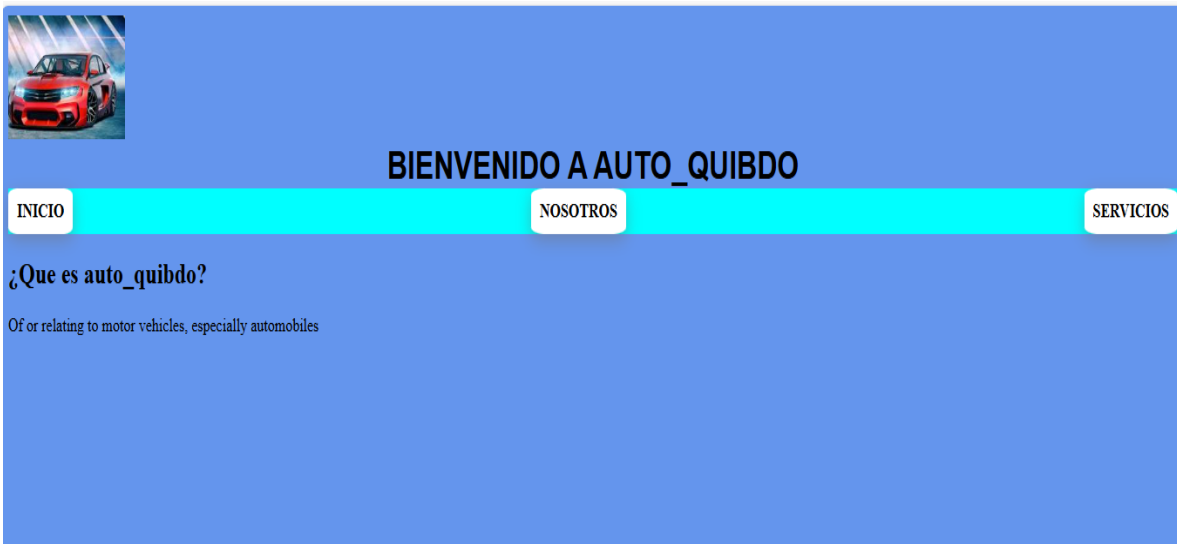 BIENVENIDO A AUTO_QUIBDO
INICIO NOSOTROS SERVICIOS
¿Que es auto_quibdo?
Of or relating to motor vehicles, especially automobiles